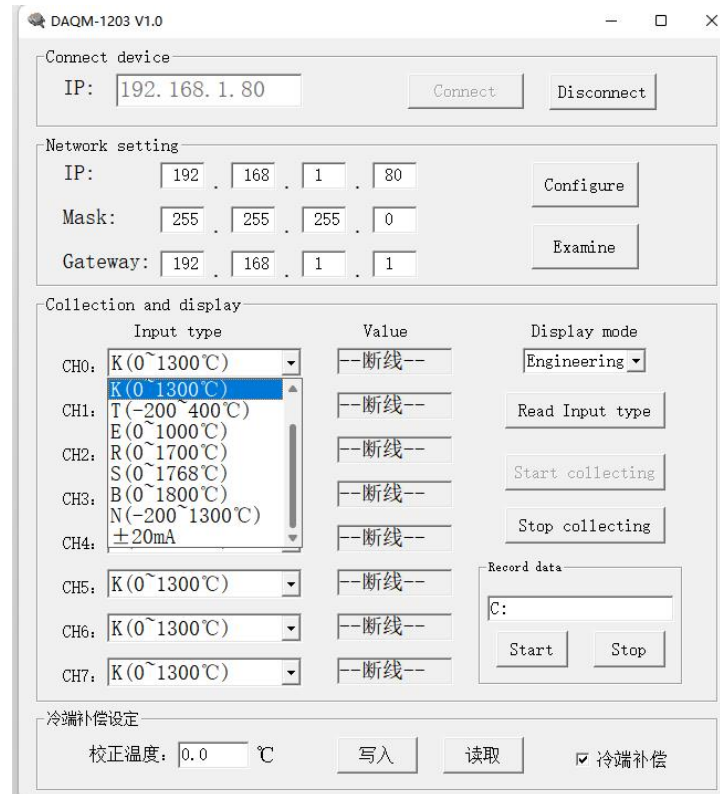 DAQM-1203 V1.0
Connect device
IP: 192.168.1.80 Connect Disconnect
Network setting
IP: 192 . 168 . 1 . 80 Configure
Mask: 255 . 255 . 255 . 0
Examine
Gateway: 192 . 168 . 1 . 1
Collection and display
Input type Value Display mode
CH0: K(0~1300℃) --断线-- Engineering
K(0~1300℃)
CH1: T(-200~400℃) --断线-- Read Input type
E(0~1000℃)
CH2: R(0~1700℃) --断线--
S(0~1768℃) Start collecting
CH3: B(0~1800℃) --断线--
N(-200~1300℃)
CH4: ±20mA --断线-- Stop collecting
Record data
CH5: K(0~1300℃) --断线--
C:
CH6: K(0~1300℃) --断线--
Start Stop
CH7: K(0~1300℃) --断线--
冷端补偿设定
校正温度: 0.0 ℃ 写入 读取 冷端补偿